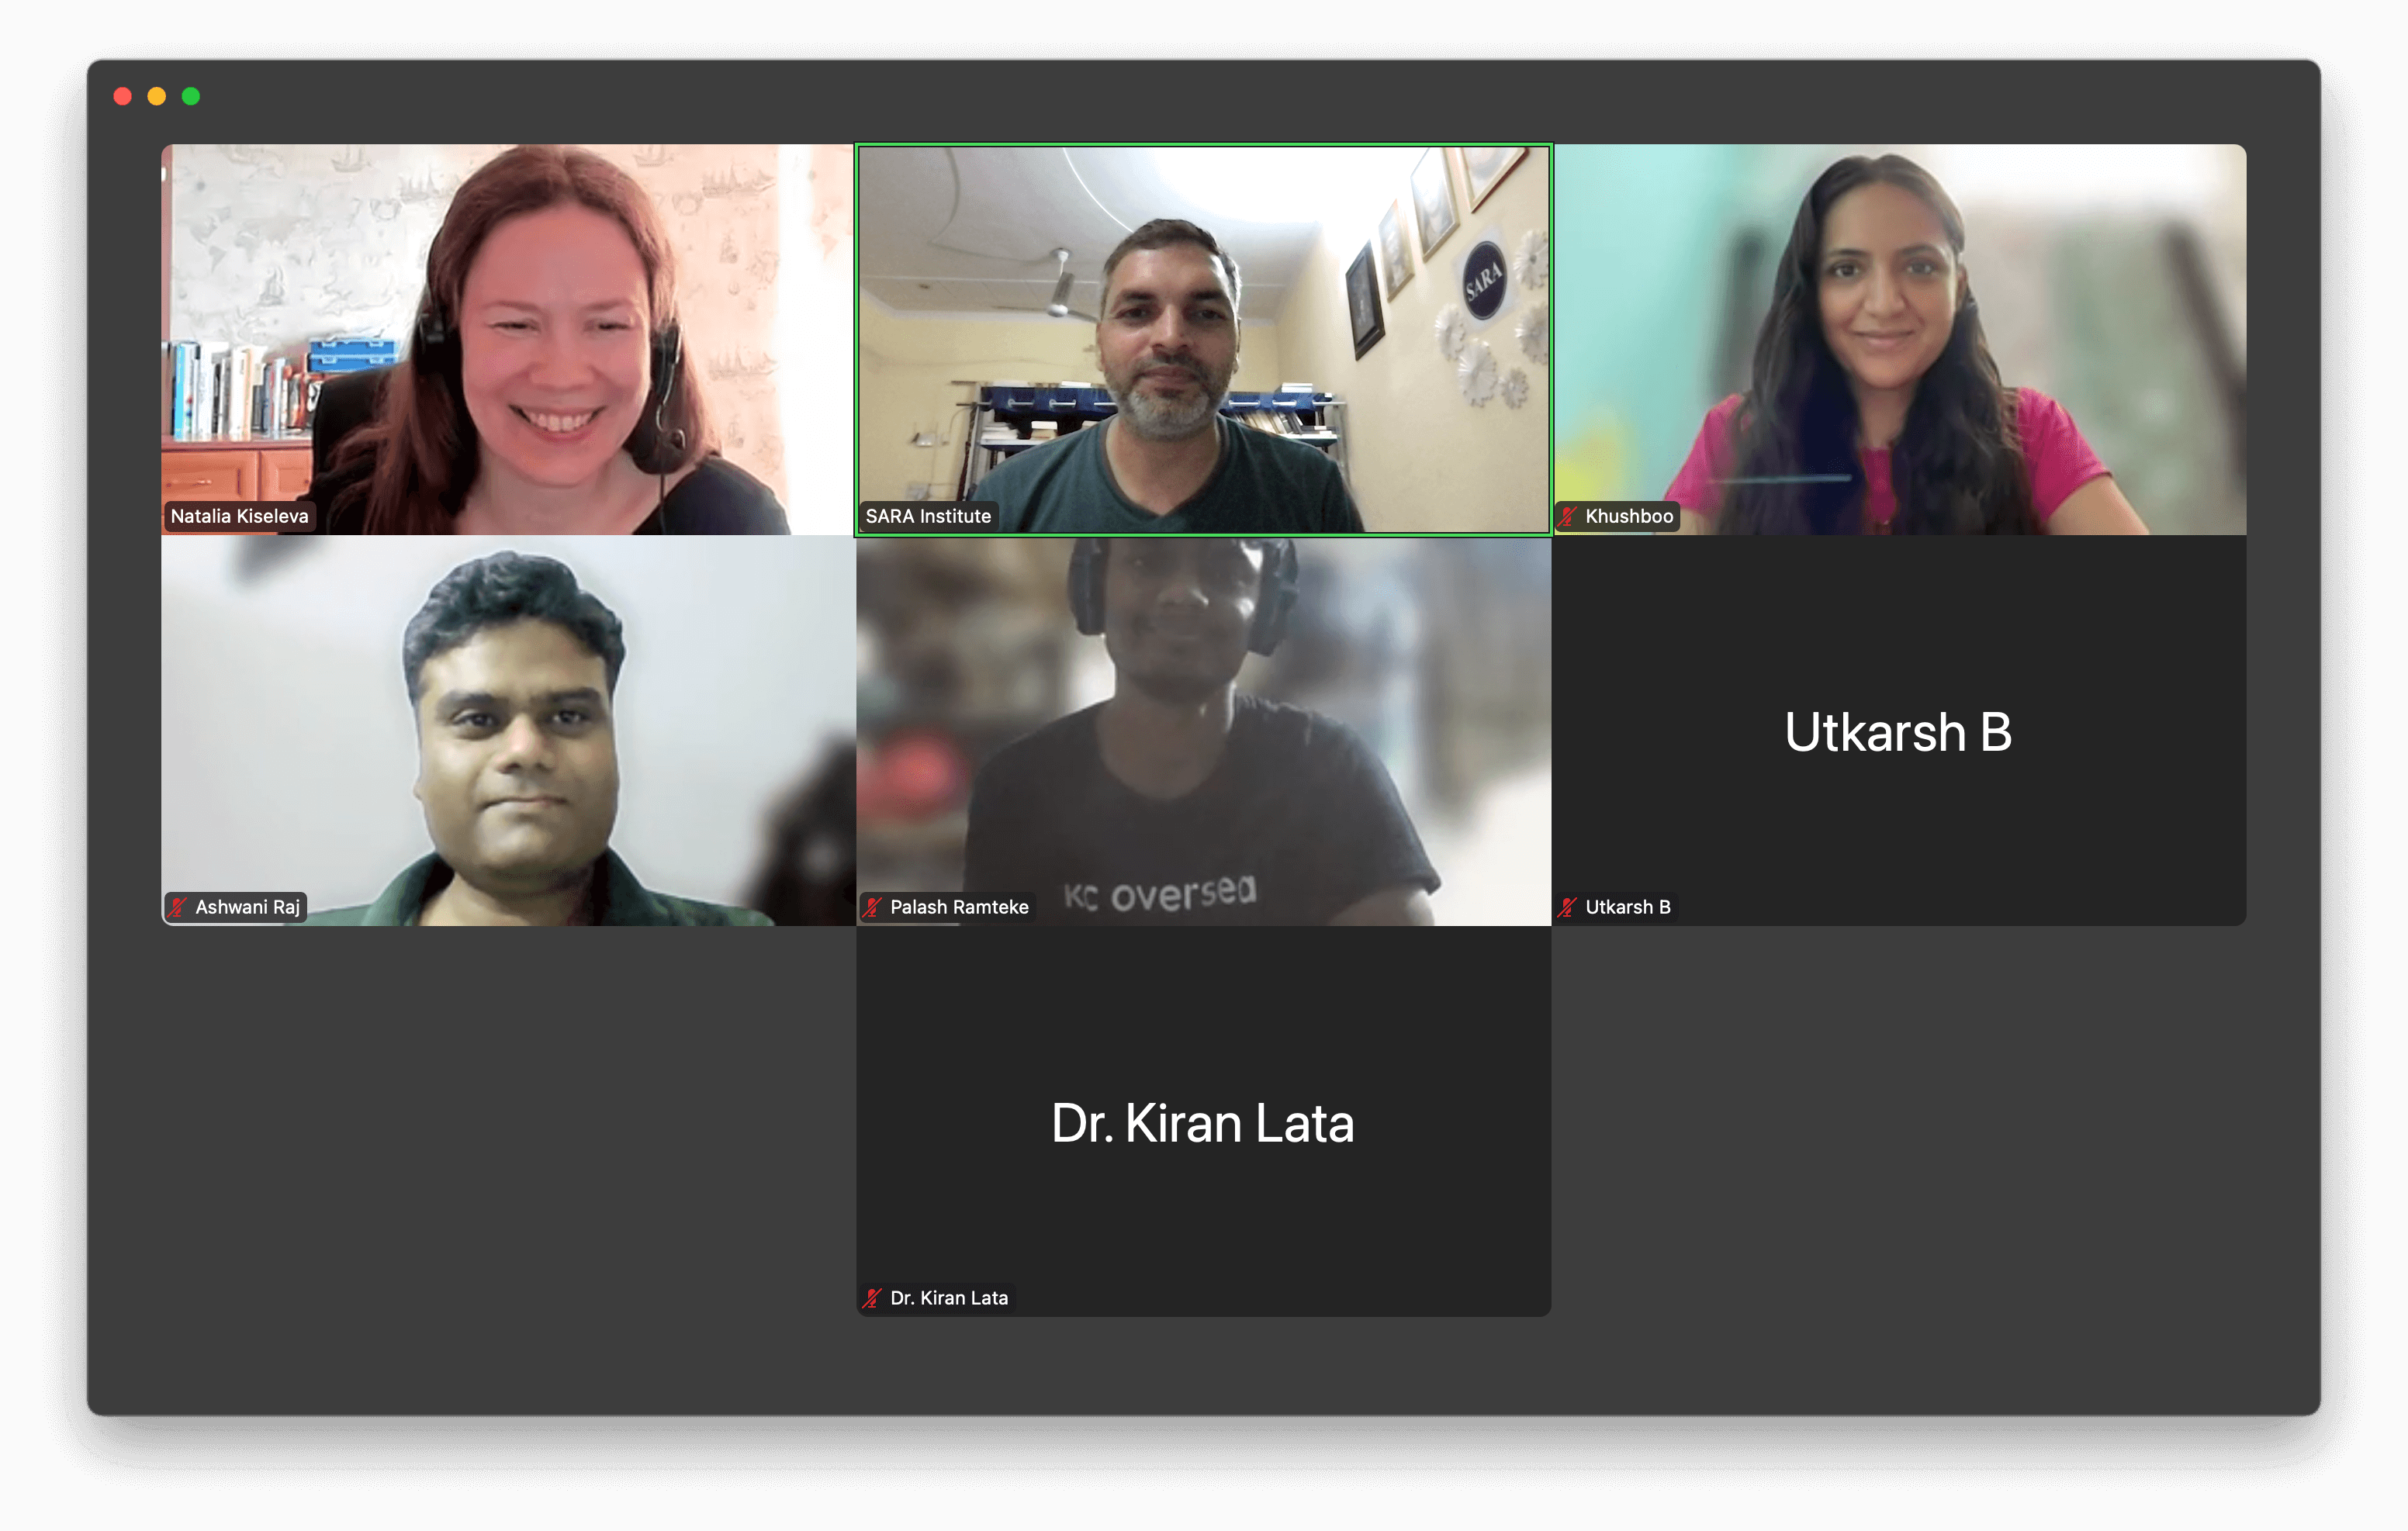 SARA
Natalia Kiseleva
SARA Institute
Khushboo
KC oversea
Utkarsh B
Ashwani Raj
Palash Ramteke
Utkarsh B
Dr. Kiran Lata
Dr. Kiran Lata